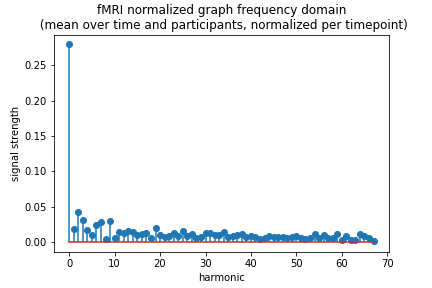 fMRI normalized graph frequency domain
(mean over time and participants, normalized per timepoint)
signal strength
0.25
0.20
0.15
0.10
0.05
0.00
0 10 20 30 40 50 60 70
harmonic